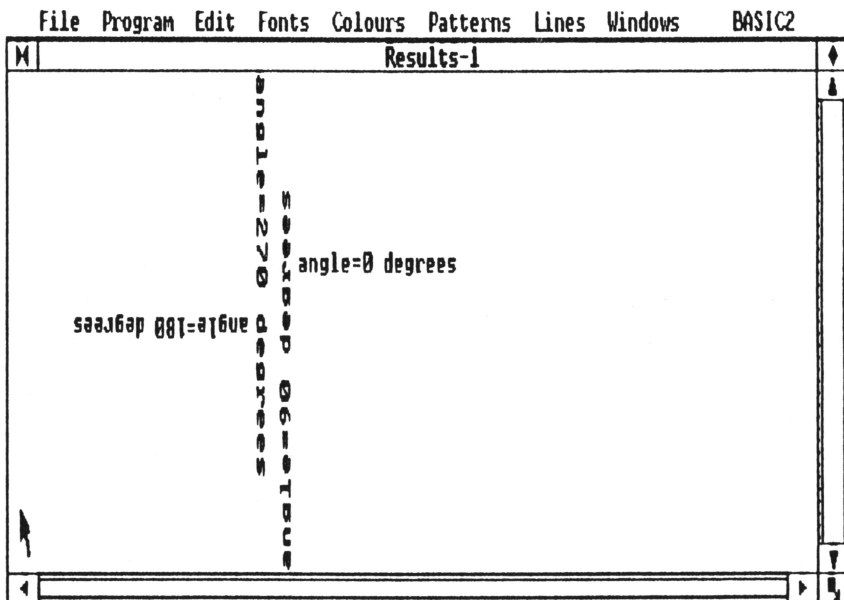 File Program Edit Fonts Colours Patterns Lines Windows BASIC2
Results-1
angle=270 degrees
angle=90 degrees
angle=0 degrees
angle=180 degrees